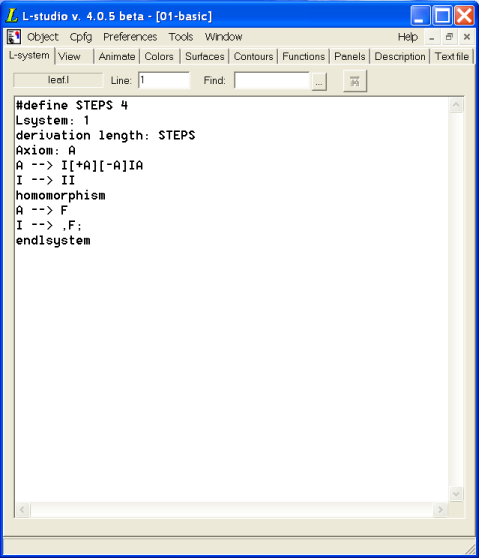 L-studio v. 4.0.5 beta - [01-basic]
Object Cpfg Preferences Tools Window Help
L-system View Animate Colors Surfaces Contours Functions Panels Description Text file
leaf.l Line: 1 Find: ...
#define STEPS 4
Lsystem: 1
derivation length: STEPS
Axiom: A
A --> I[+A][-A]IA
I --> II
homomorphism
A --> F
I --> ,F;
endlsystem